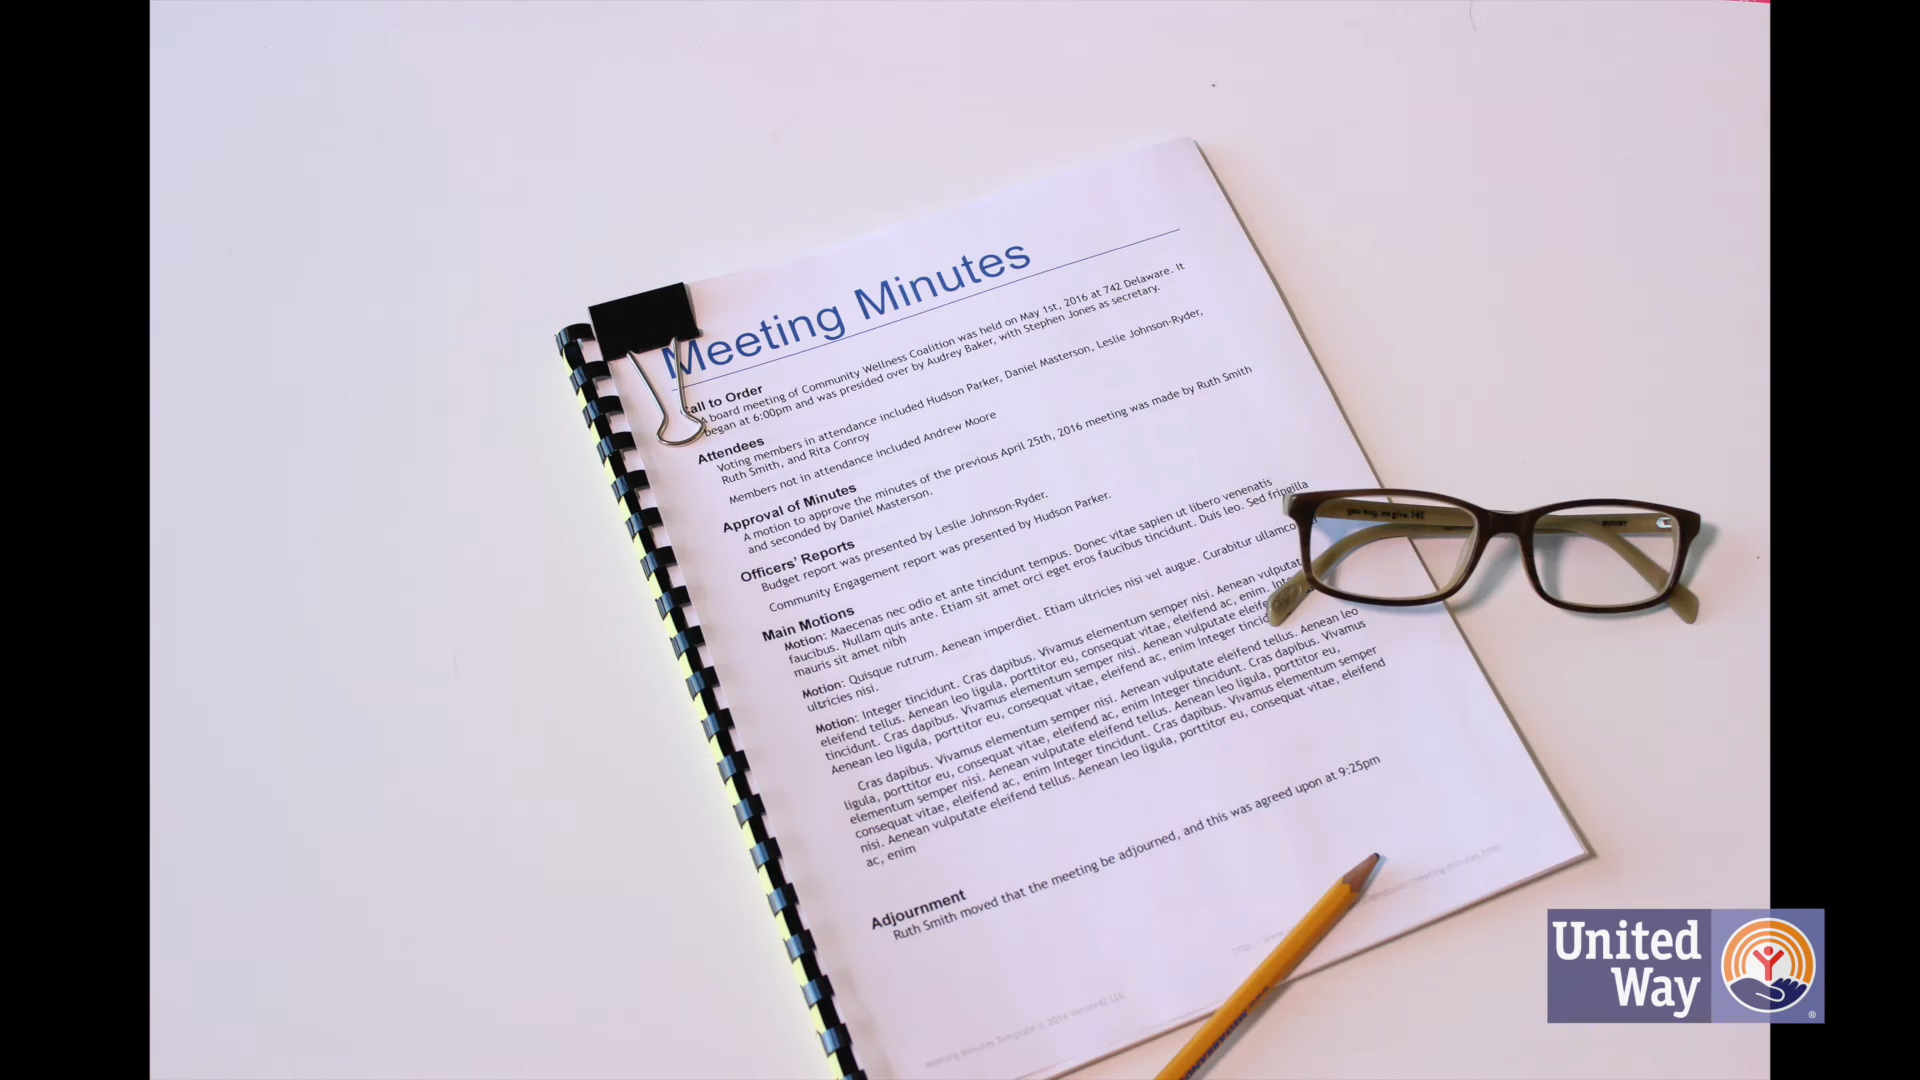 Meeting Minutes
Call to Order
A board meeting of Community Wellness Coalition was held on May 1st, 2016 at 742 Delaware. It
began at 6:00pm and was presided over by Audrey Baker, with Stephen Jones as secretary.
Attendees
Voting members in attendance included Hudson Parker, Daniel Masterson, Leslie Johnson-Ryder,
Ruth Smith, and Rita Conroy
Members not in attendance included Andrew Moore
Approval of Minutes
A motion to approve the minutes of the previous April 25th, 2016 meeting was made by Ruth Smith
and seconded by Daniel Masterson.
Officers' Reports
Budget report was presented by Leslie Johnson-Ryder.
Community Engagement report was presented by Hudson Parker.
Main Motions
Motion: Maecenas nec odio et ante tincidunt tempus. Donec vitae sapien ut libero venenatis
faucibus. Nullam quis ante. Etiam sit amet orci eget eros faucibus tincidunt. Duis leo. Sed fringilla
mauris sit amet nibh
Motion: Quisque rutrum. Aenean imperdiet. Etiam ultricies nisi vel augue. Curabitur ullamco
ultricies nisi.
Motion: Integer tincidunt. Cras dapibus. Vivamus elementum semper nisi. Aenean vulputat
eleifend tellus. Aenean leo ligula, porttitor eu, consequat vitae, eleifend ac, enim.
tincidunt. Cras dapibus. Vivamus elementum semper nisi. Aenean vulputate eleife
Aenean leo ligula, porttitor eu, consequat vitae, eleifend ac, enim Integer tincid
Cras dapibus. Vivamus elementum semper nisi. Aenean vulputate eleifend tellus. Aenean leo
ligula, porttitor eu, consequat vitae, eleifend ac, enim Integer tincidunt. Cras dapibus. Vivamus
elementum semper nisi. Aenean vulputate eleifend tellus. Aenean leo ligula, porttitor eu,
consequat vitae, eleifend ac, enim Integer tincidunt. Cras dapibus. Vivamus elementum semper
nisi. Aenean vulputate eleifend tellus. Aenean leo ligula, porttitor eu, consequat vitae, eleifend
ac, enim
Adjournment
Ruth Smith moved that the meeting be adjourned, and this was agreed upon at 9:25pm
Meeting Minutes Template © 2016 Vertex42 LLC
you buy, we give.
United
Way